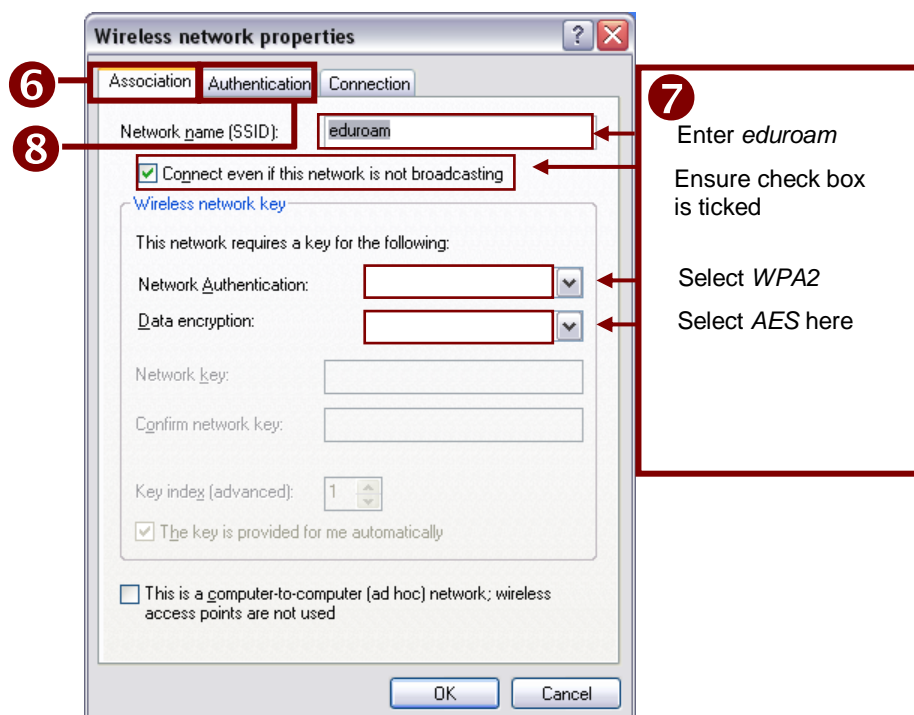 Wireless network properties
6
Association
Authentication
Connection
7
8
Network name (SSID):
eduroam
Enter eduroam
Connect even if this network is not broadcasting
Ensure check box
is ticked
Wireless network key
This network requires a key for the following:
Network Authentication:
Select WPA2
Data encryption:
Select AES here
Network key:
Confirm network key:
Key index (advanced):
1
The key is provided for me automatically
This is a computer-to-computer (ad hoc) network; wireless
access points are not used
OK
Cancel